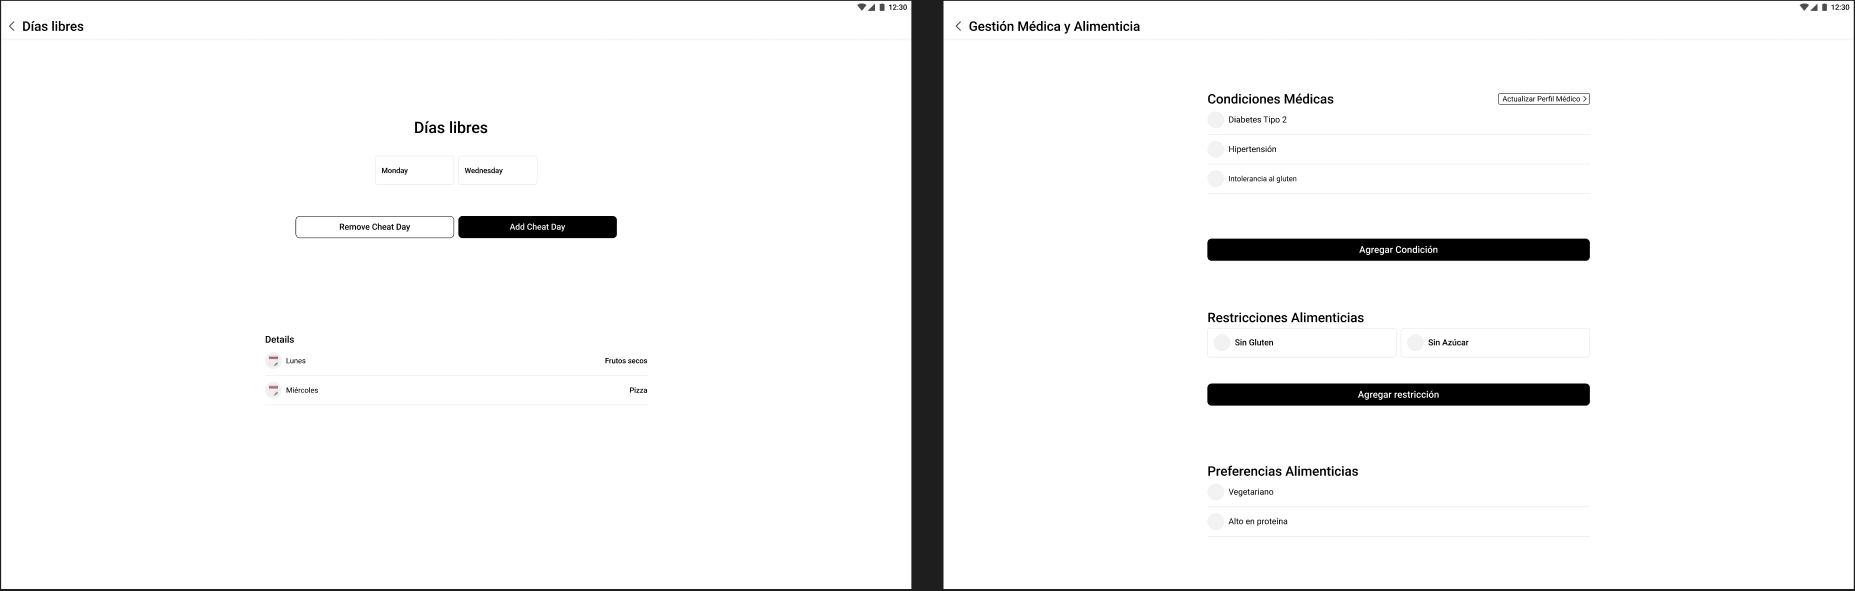 12:30
Días libres
Días libres
Monday Wednesday
Remove Cheat Day Add Cheat Day
Details
Lunes Frutos secos
Miércoles Pizza
12:30
Gestión Médica y Alimenticia
Condiciones Médicas Actualizar Perfil Médico
Diabetes Tipo 2
Hipertensión
Intolerancia al gluten
Agregar Condición
Restricciones Alimenticias
Sin Gluten Sin Azúcar
Agregar restricción
Preferencias Alimenticias
Vegetariano
Alto en proteina